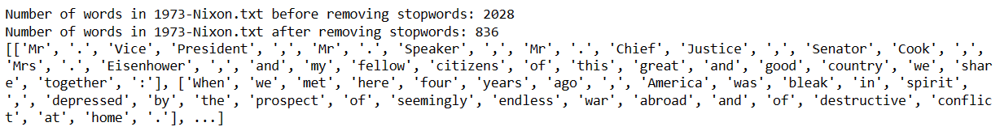 Number of words in 1973-Nixon.txt before removing stopwords: 2028
Number of words in 1973-Nixon.txt after removing stopwords: 836
[['Mr', '.', 'Vice', 'President', ',', 'Mr', '.', 'Speaker', ',', 'Mr', '.', 'Chief', 'Justice', ',', 'Senator', 'Cook', ',',
'Mrs', '.', 'Eisenhower', ',', 'and', 'my', 'fellow', 'citizens', 'of', 'this', 'great', 'and', 'good', 'country', 'we', 'shar
e', 'together', ':'], ['When', 'we', 'met', 'here', 'four', 'years', 'ago', ',', 'America', 'was', 'bleak', 'in', 'spirit',
',', 'depressed', 'by', 'the', 'prospect', 'of', 'seemingly', 'endless', 'war', 'abroad', 'and', 'of', 'destructive', 'conflic
t', 'at', 'home', '.'], ...]